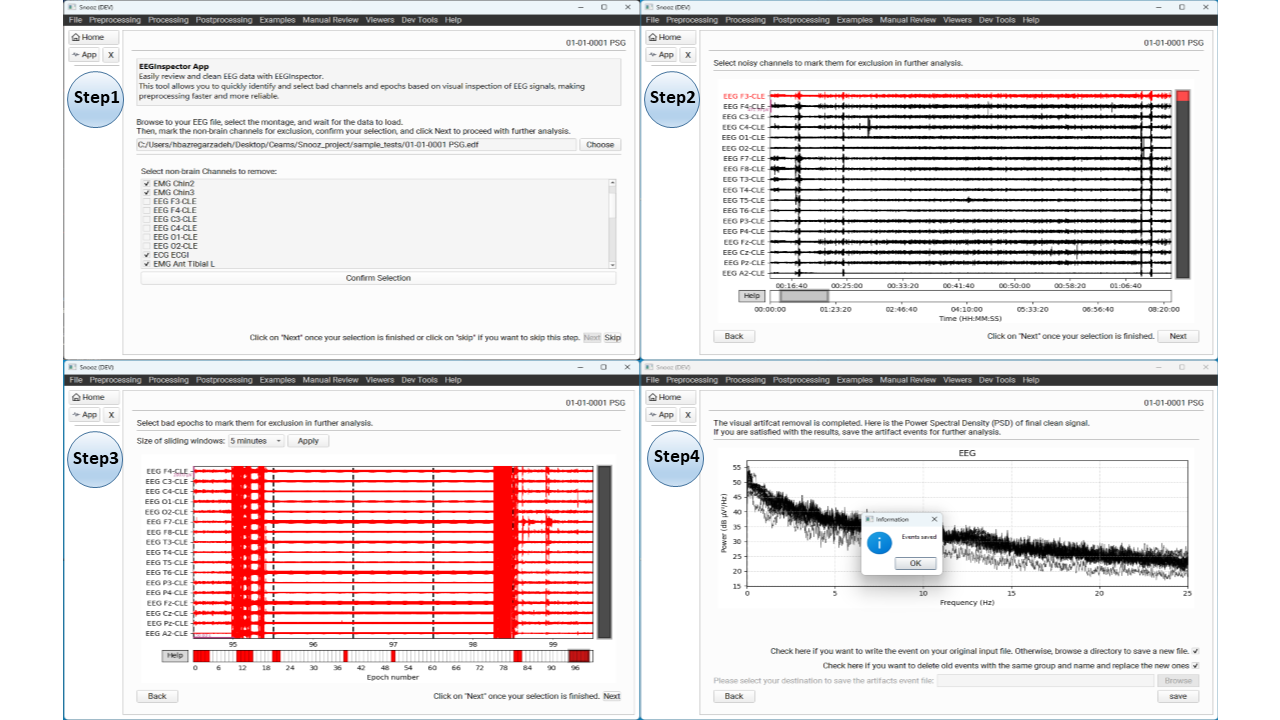 Snooz (DEV)
File Preprocessing Processing Postprocessing Examples Manual Review Viewers Dev Tools Help
Home
App X
01-01-0001 PSG
Step1
EEGInspector App
Easily review and clean EEG data with EEGInspector.
This tool allows you to quickly identify and select bad channels and epochs based on visual inspection of EEG signals, making
preprocessing faster and more reliable.
Browse to your EEG file, select the montage, and wait for the data to load.
Then, mark the non-brain channels for exclusion, confirm your selection, and click Next to proceed with further analysis.
C:/Users/hbazregarzadeh/Desktop/Ceams/Snooz_project/sample_tests/01-01-0001 PSG.edf Choose
Select non-brain Channels to remove:
EMG Chin2
EMG Chin3
EEG F3-CLE
EEG F4-CLE
EEG C3-CLE
EEG C4-CLE
EEG O1-CLE
EEG O2-CLE
ECG ECGI
EMG Ant Tibial L
Confirm Selection
Click on "Next" once your selection is finished or click on "skip" if you want to skip this step. Next Skip
Snooz (DEV)
File Preprocessing Processing Postprocessing Examples Manual Review Viewers Dev Tools Help
Home
App X
01-01-0001 PSG
Step2
Select noisy channels to mark them for exclusion in further analysis.
EEG F3-CLE
EEG F4-CLE
EEG C3-CLE
EEG C4-CLE
EEG O1-CLE
EEG O2-CLE
EEG F7-CLE
EEG F8-CLE
EEG T3-CLE
EEG T4-CLE
EEG T5-CLE
EEG T6-CLE
EEG P3-CLE
EEG P4-CLE
EEG Fz-CLE
EEG Cz-CLE
EEG Pz-CLE
EEG A2-CLE
00:16:40 00:25:00 00:33:20 00:41:40 00:50:00 00:58:20 01:06:40
Help
00:00:00 01:23:20 02:46:40 04:10:00 05:33:20 06:56:40 08:20:00
Time (HH:MM:SS)
Back Click on "Next" once your selection is finished. Next
Snooz (DEV)
File Preprocessing Processing Postprocessing Examples Manual Review Viewers Dev Tools Help
Home
App X
01-01-0001 PSG
Step3
Select bad epochs to mark them for exclusion in further analysis.
Size of sliding windows: 5 minutes Apply
EEG F4-CLE
EEG C3-CLE
EEG C4-CLE
EEG O1-CLE
EEG O2-CLE
EEG F7-CLE
EEG F8-CLE
EEG T3-CLE
EEG T4-CLE
EEG T5-CLE
EEG T6-CLE
EEG P3-CLE
EEG P4-CLE
EEG Fz-CLE
EEG Cz-CLE
EEG Pz-CLE
EEG A2-CLE
95 96 97 98 99
Help
0 6 12 18 24 30 36 42 48 54 60 66 72 78 84 90 96
Epoch number
Back Click on "Next" once your selection is finished. Next
Snooz (DEV)
File Preprocessing Processing Postprocessing Examples Manual Review Viewers Dev Tools Help
Home
App X
01-01-0001 PSG
Step4
The visual artifcat removal is completed. Here is the Power Spectral Density (PSD) of final clean signal.
If you are satisfied with the results, save the artifact events for further analysis.
EEG
Power (dB µV²/Hz)
55
50
45
40
35
30
25
20
15
0 5 10 15 20 25
Frequency (Hz)
Information
Events saved
OK
Check here if you want to write the event on your original input file. Otherwise, browse a directory to save a new file.
Check here if you want to delete old events with the same group and name and replace the new ones
Please select your destination to save the artifacts event file: Browse
Back save